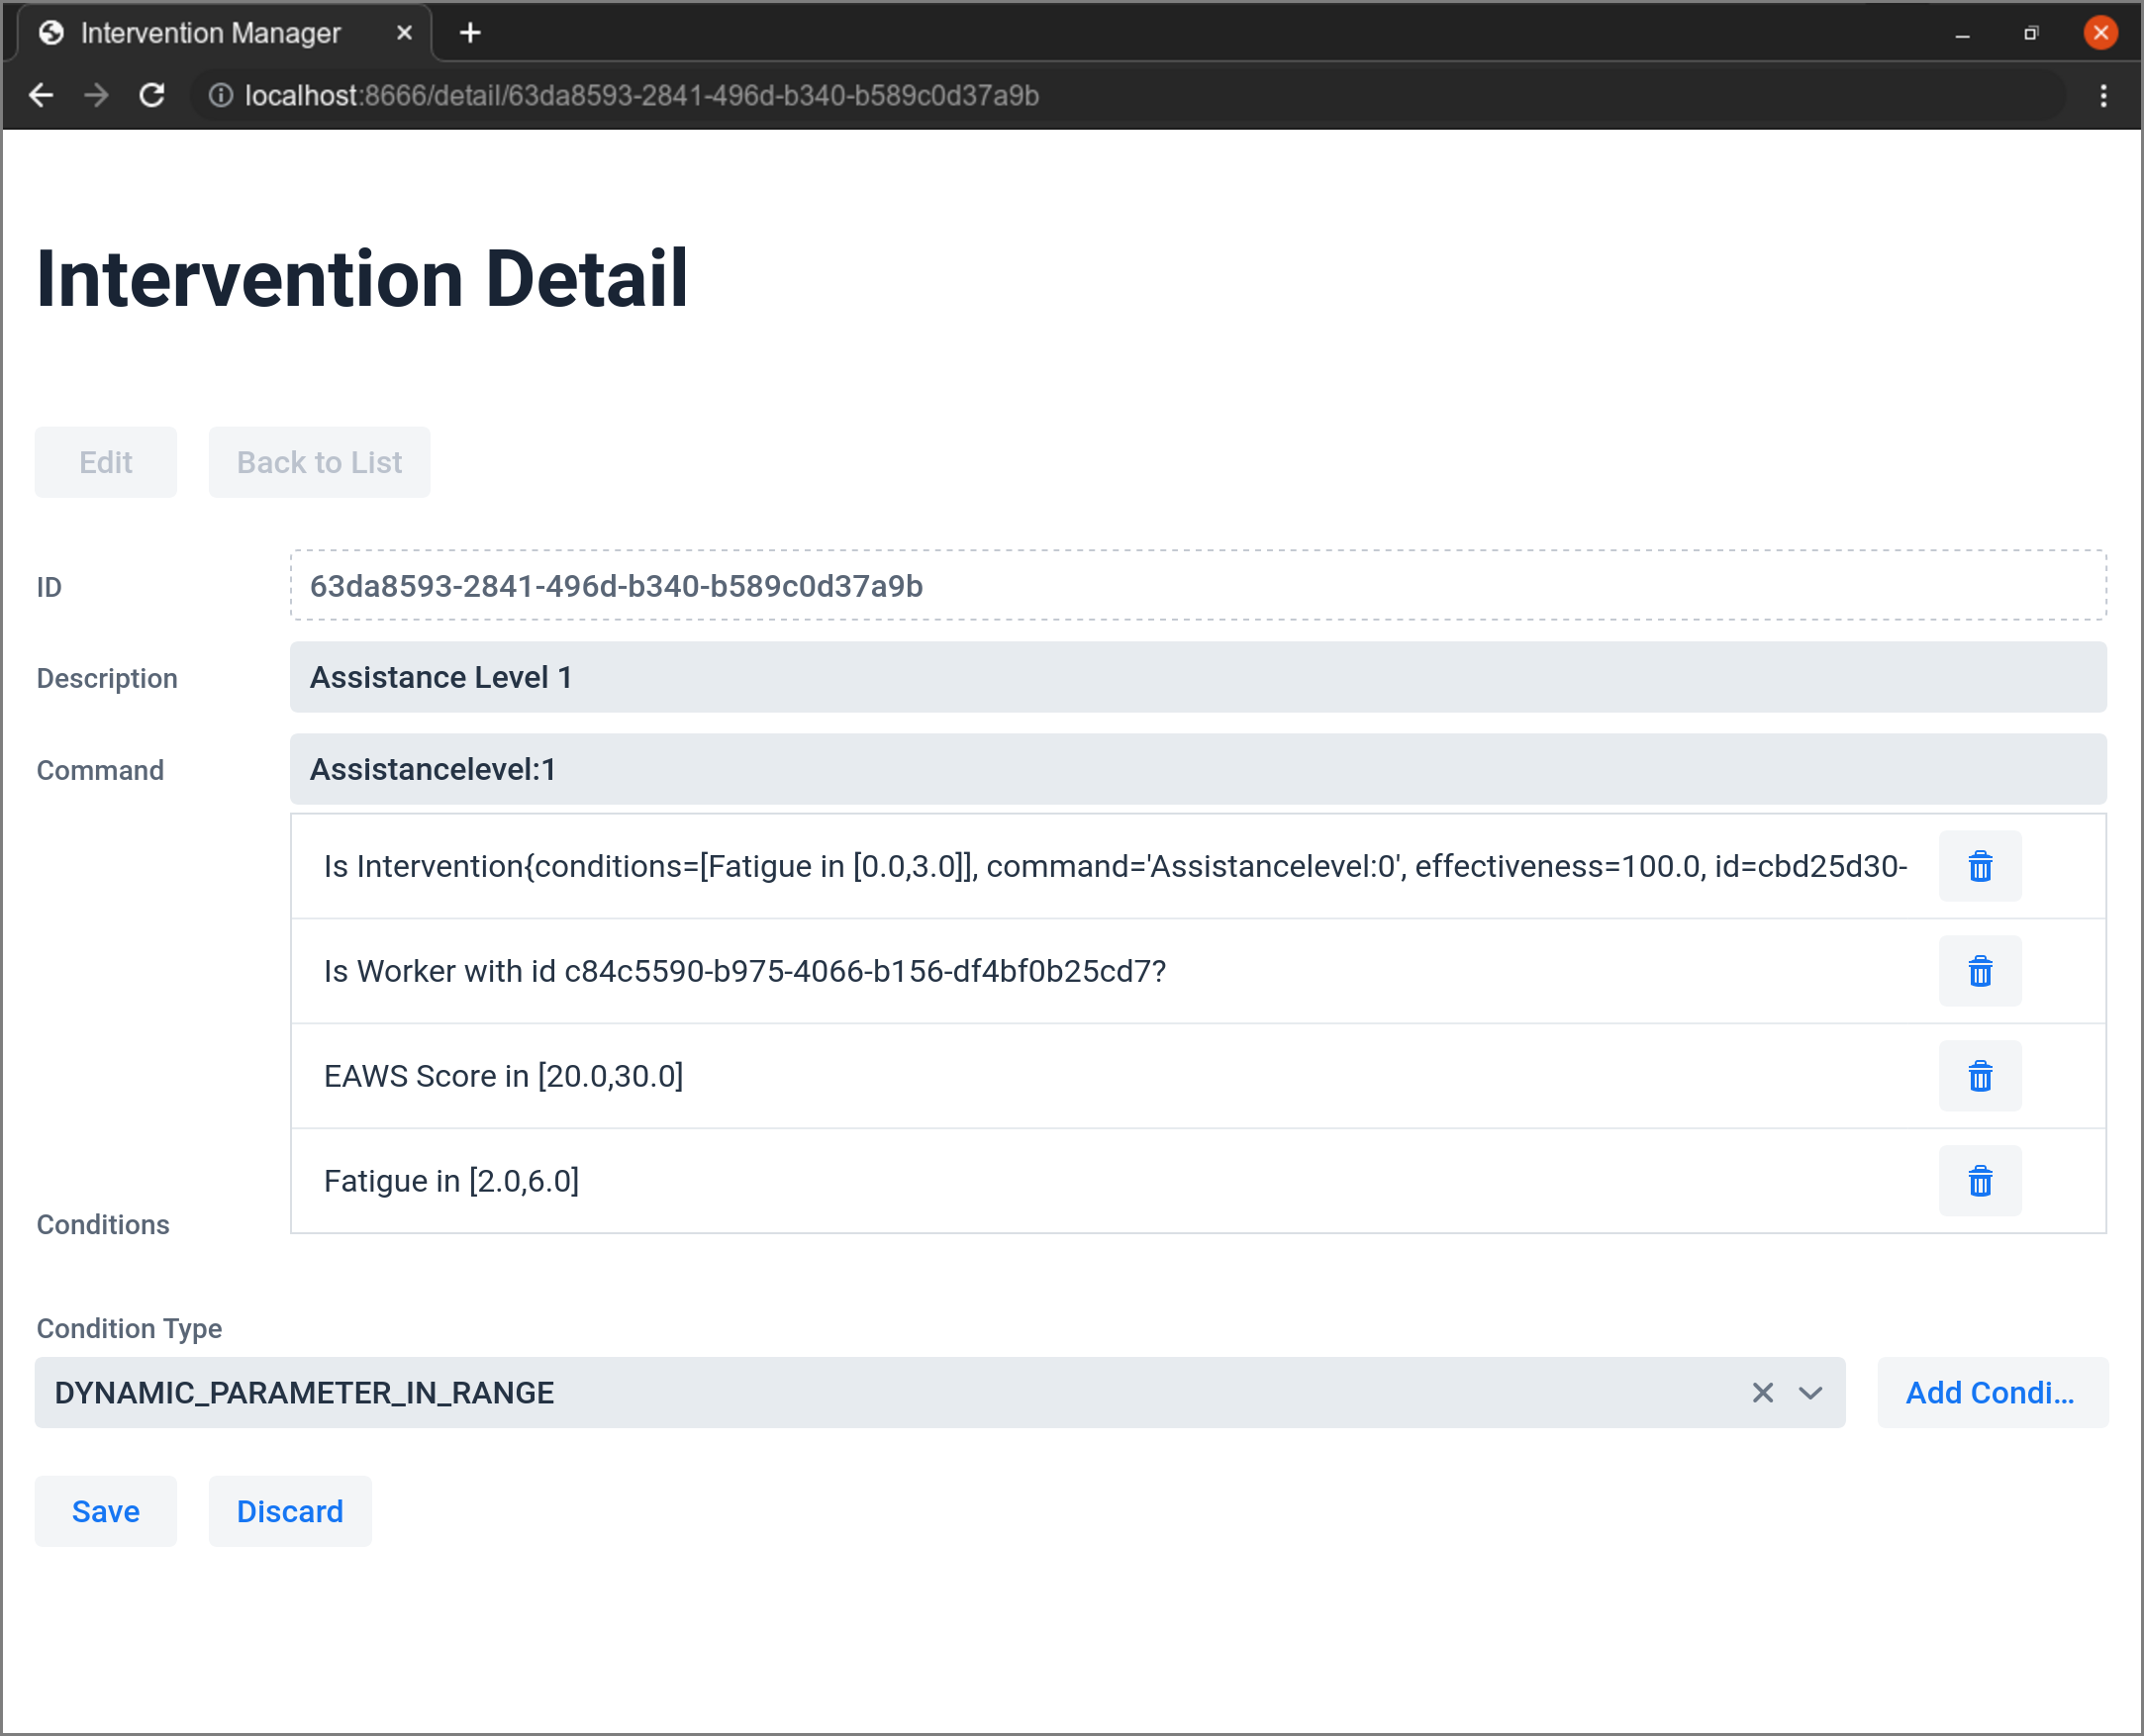 Intervention Manager
localhost:8666/detail/63da8593-2841-496d-b340-b589c0d37a9b
Intervention Detail
Edit Back to List
ID 63da8593-2841-496d-b340-b589c0d37a9b
Description Assistance Level 1
Command Assistancelevel:1
Is Intervention{conditions=[Fatigue in [0.0,3.0]], command='Assistancelevel:0', effectiveness=100.0, id=cbd25d30-
Is Worker with id c84c5590-b975-4066-b156-df4bf0b25cd7?
EAWS Score in [20.0,30.0]
Fatigue in [2.0,6.0]
Conditions
Condition Type
DYNAMIC_PARAMETER_IN_RANGE Add Condi...
Save Discard